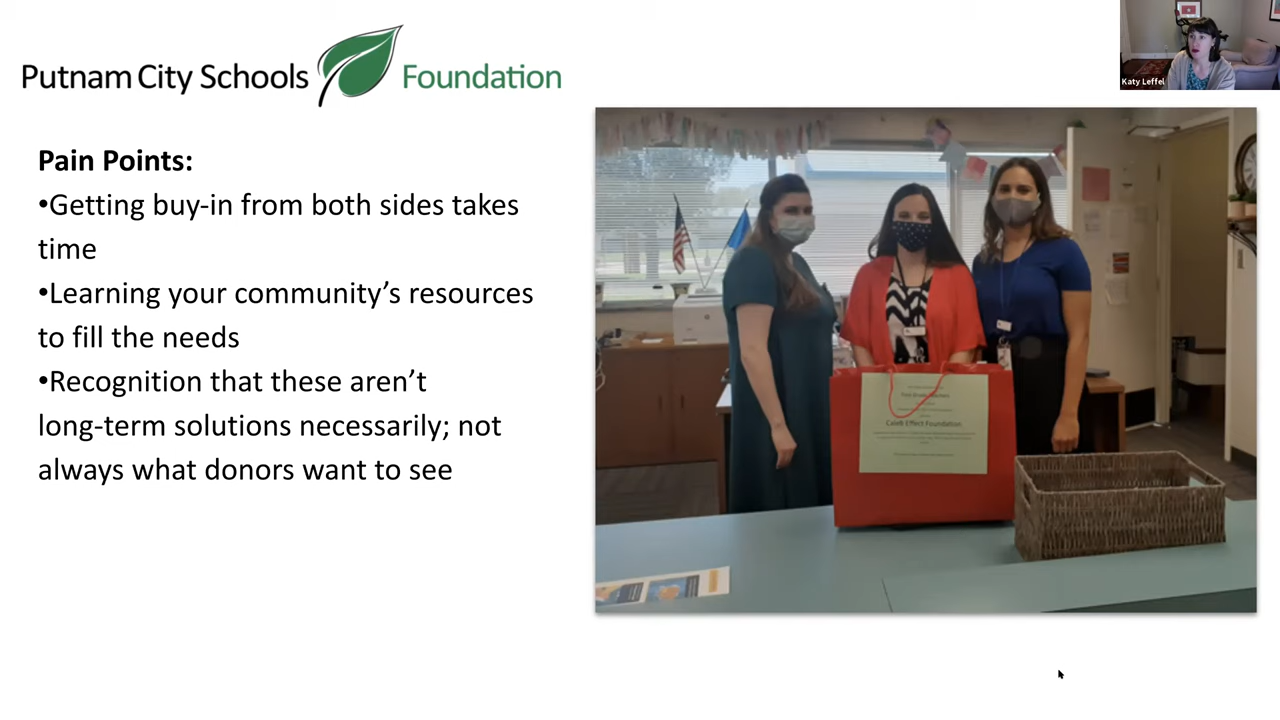 Putnam City Schools Foundation
Katy Leffel
Pain Points:
•Getting buy-in from both sides takes
time
•Learning your community’s resources
to fill the needs
•Recognition that these aren’t
long-term solutions necessarily; not
always what donors want to see
Caleb Effect Foundation